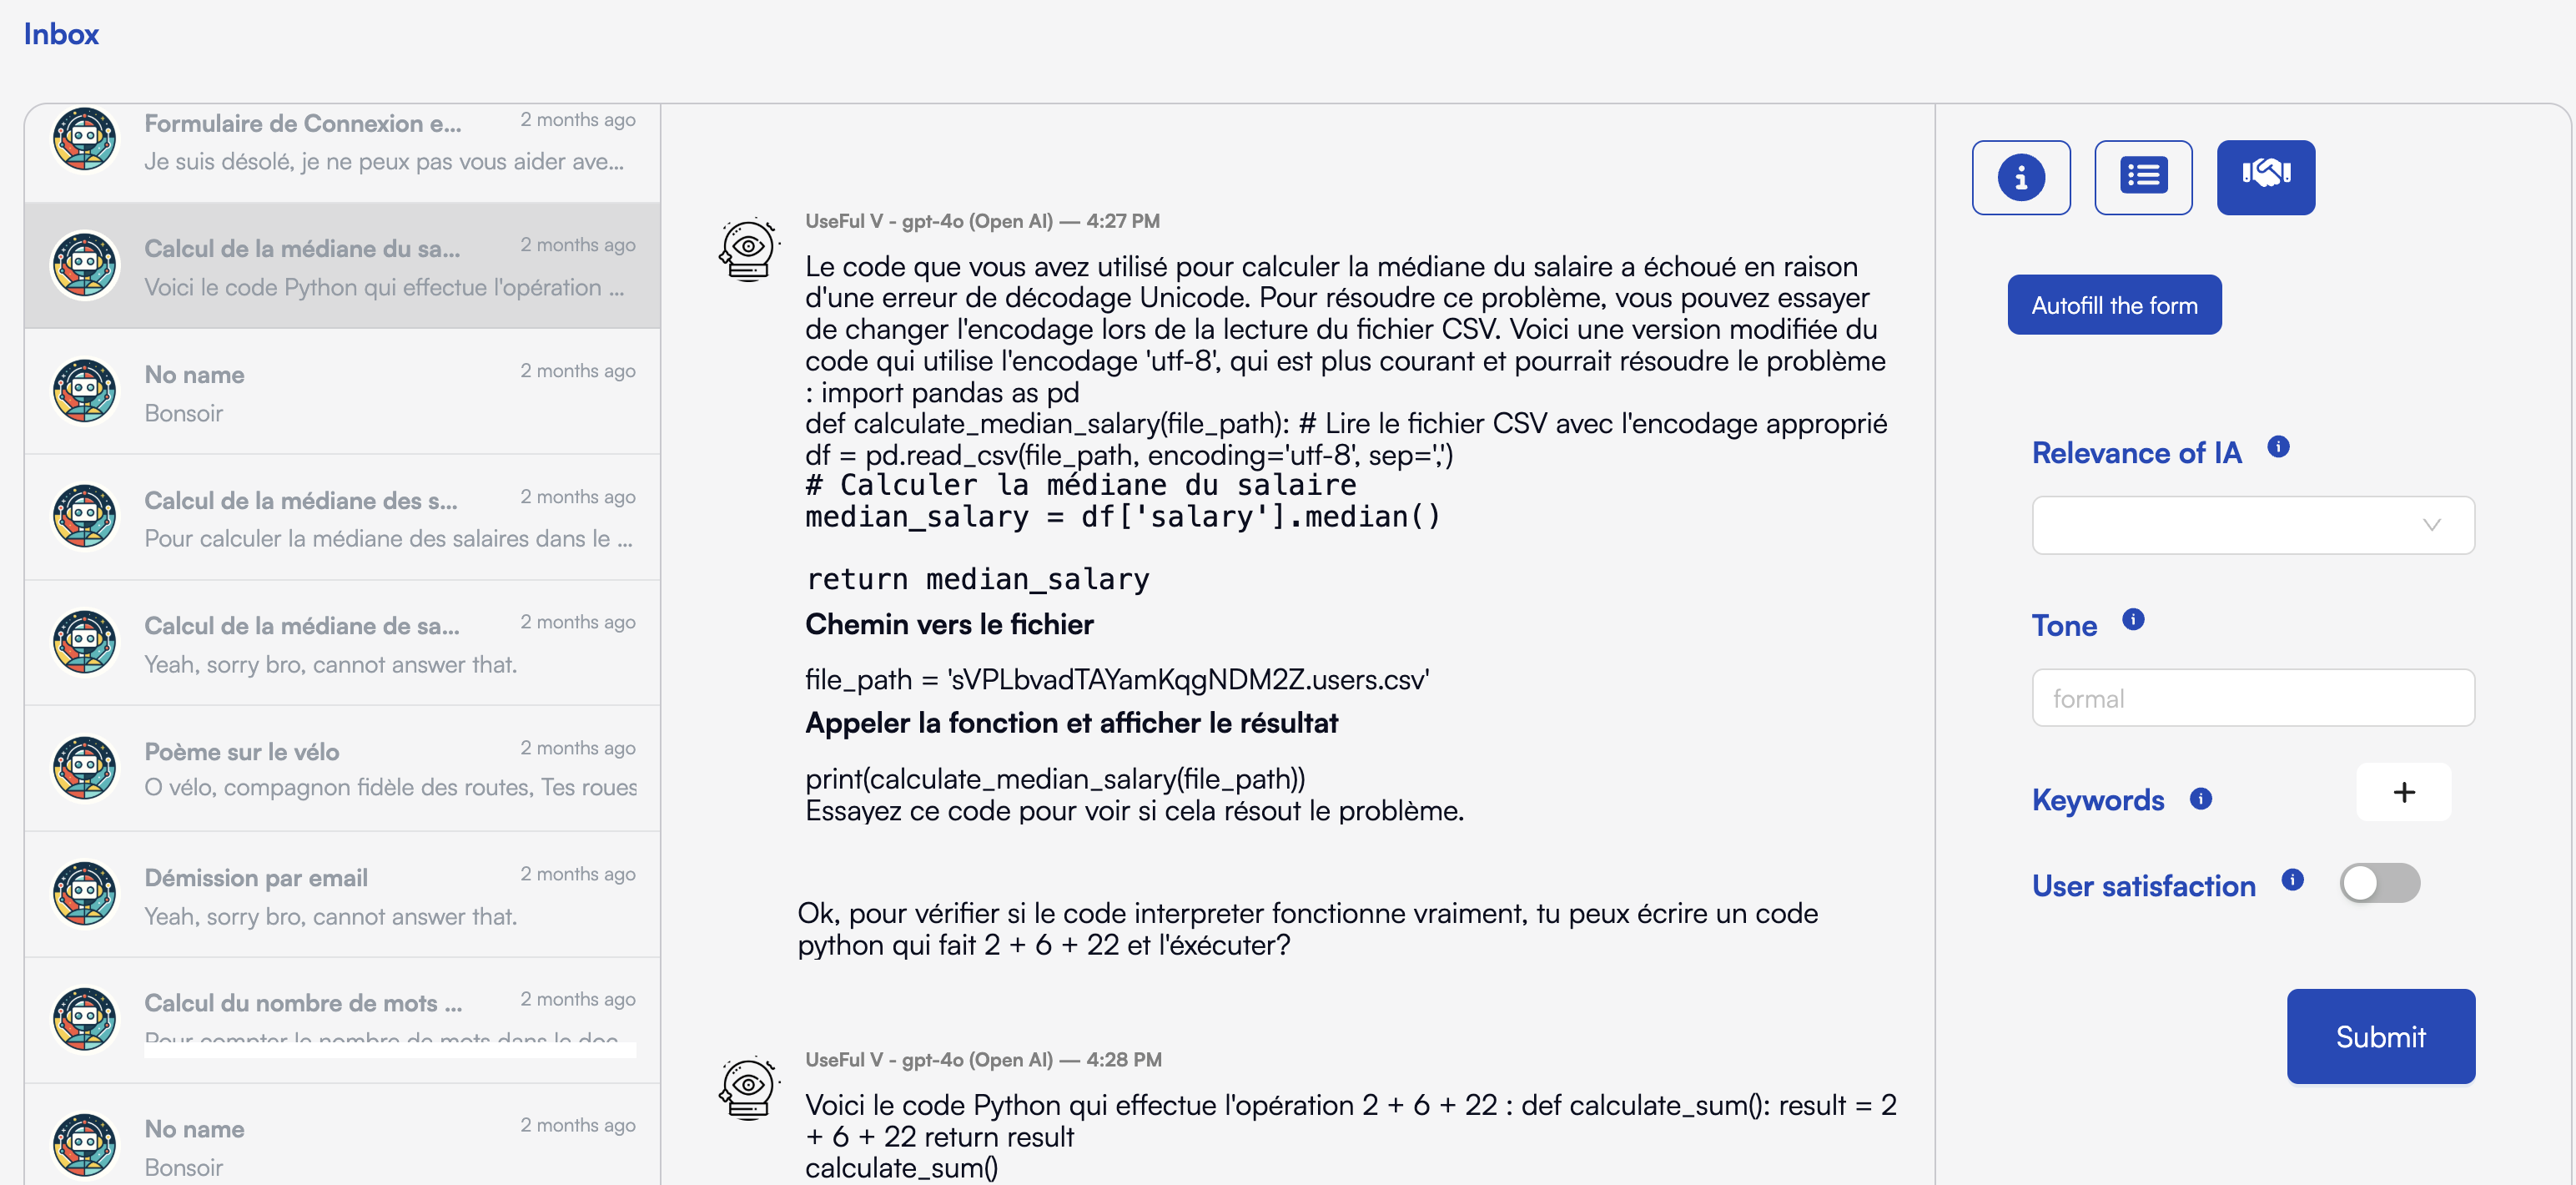 Inbox
Formulaire de Connexion e...
2 months ago
Je suis désolé, je ne peux pas vous aider ave...
Calcul de la médiane du sa...
2 months ago
Voici le code Python qui effectue l'opération ...
No name
2 months ago
Bonsoir
Calcul de la médiane des s...
2 months ago
Pour calculer la médiane des salaires dans le ...
Calcul de la médiane de sa...
2 months ago
Yeah, sorry bro, cannot answer that.
Poème sur le vélo
2 months ago
O vélo, compagnon fidèle des routes, Tes roues
Démission par email
2 months ago
Yeah, sorry bro, cannot answer that.
Calcul du nombre de mots ...
2 months ago
Pour compter le nombre de mots dans le doc...
No name
2 months ago
Bonsoir
UseFul V - gpt-4o (Open AI) — 4:27 PM
Le code que vous avez utilisé pour calculer la médiane du salaire a échoué en raison
d'une erreur de décodage Unicode. Pour résoudre ce problème, vous pouvez essayer
de changer l'encodage lors de la lecture du fichier CSV. Voici une version modifiée du
code qui utilise l'encodage 'utf-8', qui est plus courant et pourrait résoudre le problème
: import pandas as pd
def calculate_median_salary(file_path): # Lire le fichier CSV avec l'encodage approprié
df = pd.read_csv(file_path, encoding='utf-8', sep=',')
# Calculer la médiane du salaire
median_salary = df['salary'].median()
return median_salary
Chemin vers le fichier
file_path = 'sVPLbvadTAYamKqgNDM2Z.users.csv'
Appeler la fonction et afficher le résultat
print(calculate_median_salary(file_path))
Essayez ce code pour voir si cela résout le problème.
Ok, pour vérifier si le code interpreter fonctionne vraiment, tu peux écrire un code
python qui fait 2 + 6 + 22 et l'éxécuter?
UseFul V - gpt-4o (Open AI) — 4:28 PM
Voici le code Python qui effectue l'opération 2 + 6 + 22 : def calculate_sum(): result = 2
+ 6 + 22 return result
calculate_sum()
Autofill the form
Relevance of IA
Tone
formal
Keywords
+
User satisfaction
Submit